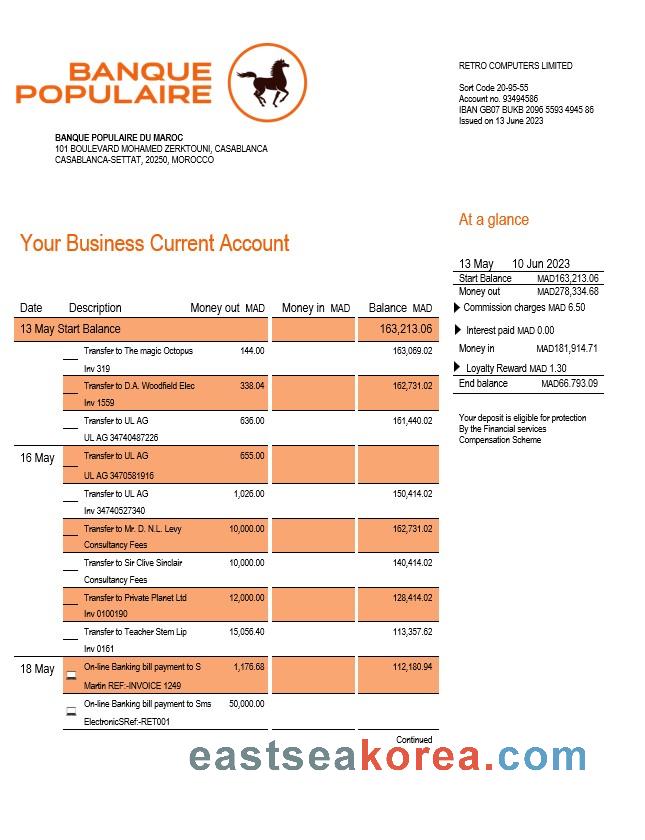 BANQUE
POPULAIRE
RETRO COMPUTERS LIMITED
Sort Code 20-95-55
Account no. 93494586
IBAN GB07 BUKB 2096 5593 4945 86
Issued on 13 June 2023
BANQUE POPULAIRE DU MAROC
101 BOULEVARD MOHAMED ZERKTOUNI, CASABLANCA
CASABLANCA-SETTAT, 20250, MOROCCO
At a glance
Your Business Current Account
13 May 10 Jun 2023
Start Balance MAD163,213.06
Money out MAD278,334.68
Commission charges MAD 6.50
Interest paid MAD 0.00
Money in MAD181,914.71
Loyalty Reward MAD 1.30
End balance MAD66.793.09
Your deposit is eligible for protection
By the Financial services
Compensation Scheme
Date Description Money out MAD Money in MAD Balance MAD
13 May Start Balance 163,213.06
Transfer to The magic Octopus 144.00 163,069.02
Inv 319
Transfer to D.A. Woodfield Elec 338.04 162,731.02
Inv 1559
Transfer to UL AG 636.00 161,440.02
UL AG 34740487226
16 May Transfer to UL AG 655.00
UL AG 3470581916
Transfer to UL AG 1,026.00 150,414.02
Inv 34740527340
Transfer to Mr. D. N.L. Levy 10,000.00 162,731.02
Consultancy Fees
Transfer to Sir Clive Sinclair 10,000.00 140,414.02
Consultancy Fees
Transfer to Private Planet Ltd 12,000.00 128,414.02
Inv 0100190
Transfer to Teacher Stem Lip 15,056.40 113,357.62
Inv 0161
18 May On-line Banking bill payment to S 1,176.68 112,180.94
Martin REF:-INVOICE 1249
On-line Banking bill payment to Sms 50,000.00
ElectronicSRef:-RET001
Continued
eastseakorea.com